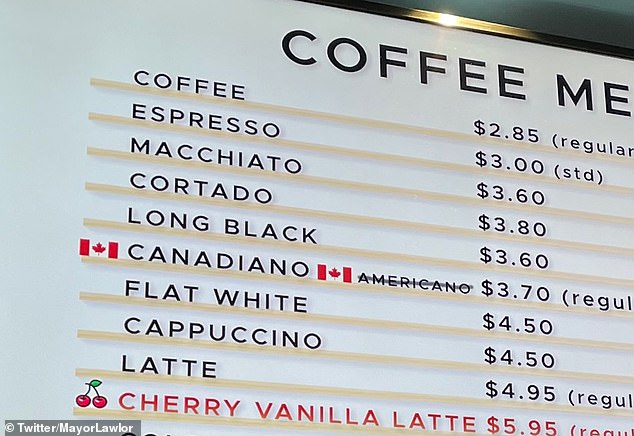 COFFEE ME
COFFEE $2.85 (regular
ESPRESSO $3.00 (std)
MACCHIATO $3.60
CORTADO $3.80
LONG BLACK $3.60
CANADIANO AMERICANO $3.70 (regul
FLAT WHITE $4.50
CAPPUCCINO $4.50
LATTE $4.95 (regul
CHERRY VANILLA LATTE $5.95 (regul
© Twitter/MayorLawlor